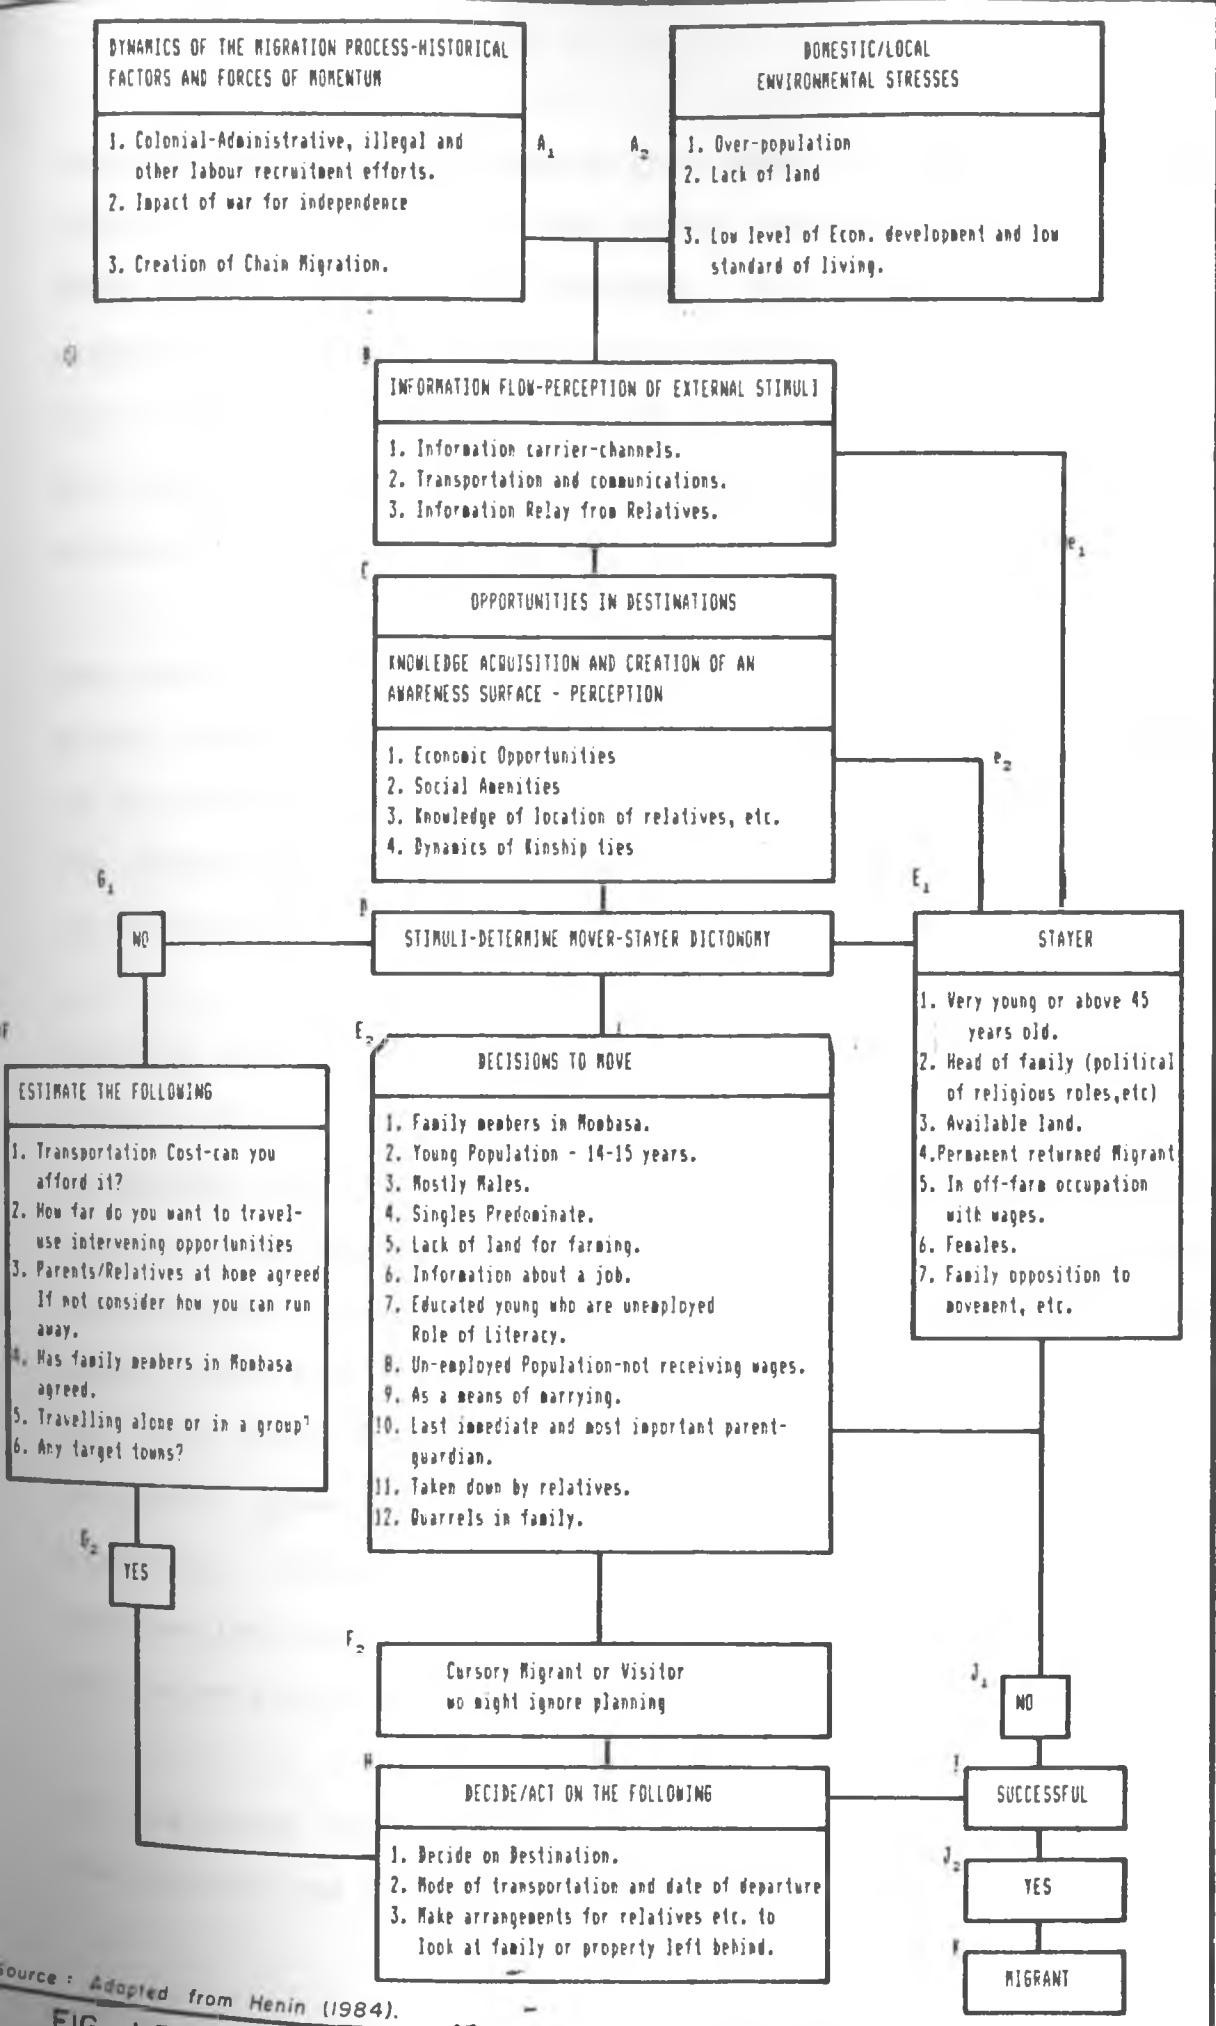 DYNAMICS OF THE MIGRATION PROCESS-HISTORICAL
FACTORS AND FORCES OF MOMENTUM
1. Colonial-Administrative, illegal and
other labour recruitment efforts.
2. Impact of war for independence
3. Creation of Chain Migration.
A1
A2
DOMESTIC/LOCAL
ENVIRONMENTAL STRESSES
1. Over-population
2. Lack of land
3. Low level of Econ. development and low
standard of living.
B
INFORMATION FLOW-PERCEPTION OF EXTERNAL STIMULI
1. Information carrier-channels.
2. Transportation and communications.
3. Information Relay from Relatives.
e1
C
OPPORTUNITIES IN DESTINATIONS
KNOWLEDGE ACQUISITION AND CREATION OF AN
AWARENESS SURFACE - PERCEPTION
1. Economic Opportunities
2. Social Amenities
3. Knowledge of location of relatives, etc.
4. Dynamics of Kinship ties
e2
G1
NO
D
STIMULI-DETERMINE MOVER-STAYER DICTONOMY
E1
STAYER
1. Very young or above 45
years old.
2. Head of family (political
of religious roles,etc)
3. Available land.
4.Permanent returned Migrant
5. In off-farm occupation
with wages.
6. Females.
7. Family opposition to
movement, etc.
F
ESTIMATE THE FOLLOWING
1. Transportation Cost-can you
afford it?
2. How far do you want to travel-
use intervening opportunities
3. Parents/Relatives at home agreed
If not consider how you can run
away.
4. Has family members in Mombasa
agreed.
5. Travelling alone or in a group?
6. Any target towns?
E2
DECISIONS TO MOVE
1. Family members in Mombasa.
2. Young Population - 14-15 years.
3. Mostly Males.
4. Singles Predominate.
5. Lack of land for farming.
6. Information about a job.
7. Educated young who are unemployed
Role of Literacy.
8. Un-employed Population-not receiving wages.
9. As a means of marrying.
10. Last immediate and most important parent-
guardian.
11. Taken down by relatives.
12. Quarrels in family.
G2
YES
F2
Cursory Migrant or Visitor
wo might ignore planning
J1
NO
H
DECIDE/ACT ON THE FOLLOWING
1. Decide on Destination.
2. Mode of transportation and date of departure
3. Make arrangements for relatives etc. to
look at family or property left behind.
I
SUCCESSFUL
J2
YES
K
MIGRANT
Source : Adapted from Henin (1984).
FIG